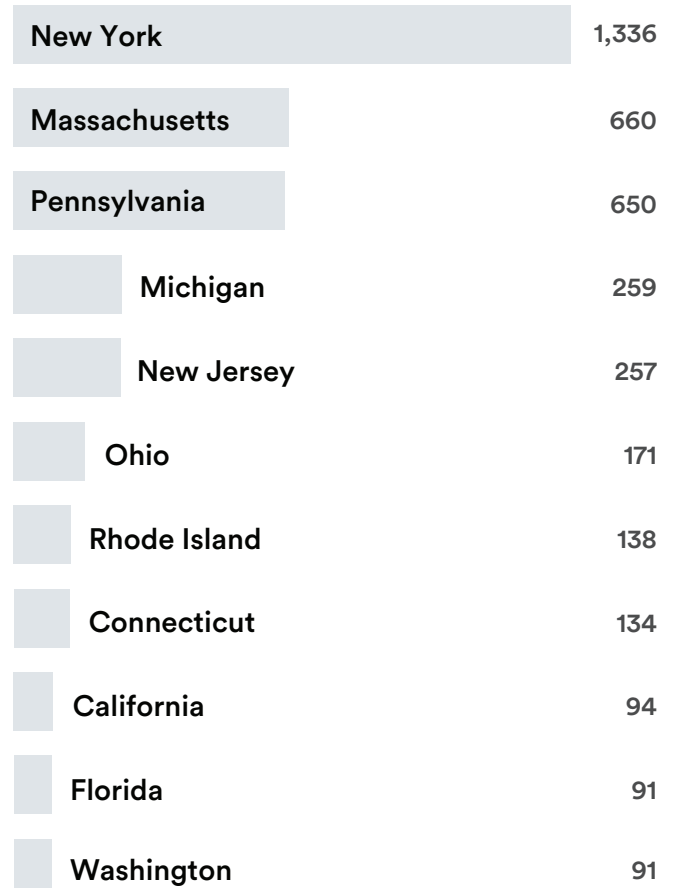 New York 1,336
Massachusetts 660
Pennsylvania 650
Michigan 259
New Jersey 257
Ohio 171
Rhode Island 138
Connecticut 134
California 94
Florida 91
Washington 91